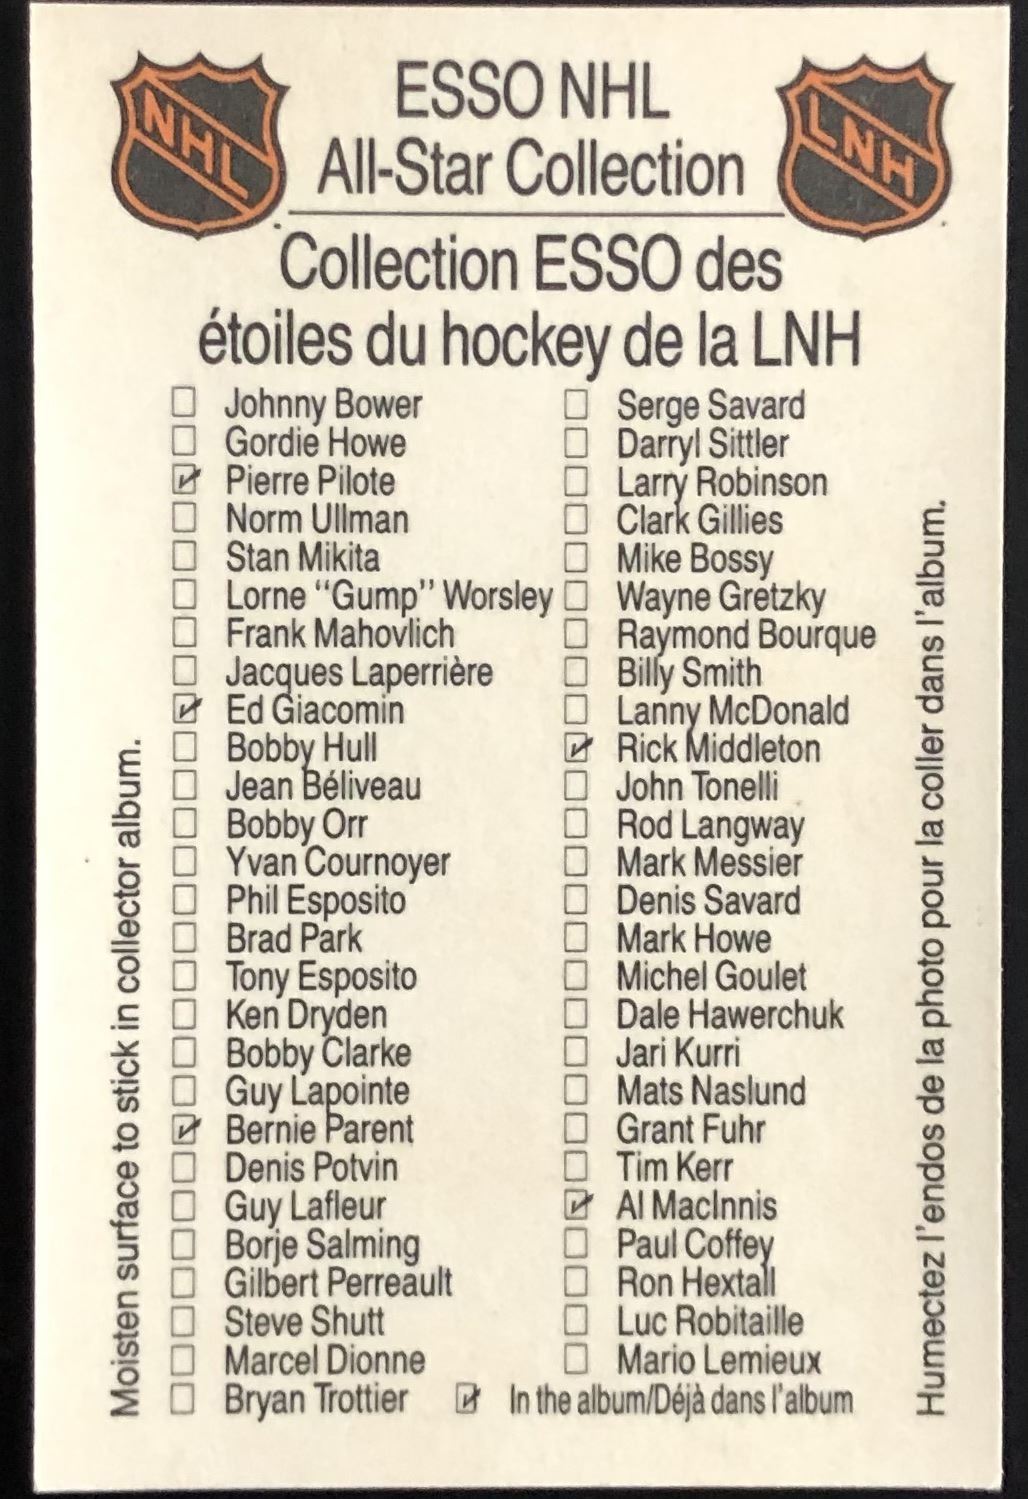 NHL
LNH
ESSO NHL
All-Star Collection
Collection ESSO des
étoiles du hockey de la LNH
Johnny Bower
Gordie Howe
Pierre Pilote
Norm Ullman
Stan Mikita
Lorne "Gump" Worsley
Frank Mahovlich
Jacques Laperrière
Ed Giacomin
Bobby Hull
Jean Béliveau
Bobby Orr
Yvan Cournoyer
Phil Esposito
Brad Park
Tony Esposito
Ken Dryden
Bobby Clarke
Guy Lapointe
Bernie Parent
Denis Potvin
Guy Lafleur
Borje Salming
Gilbert Perreault
Steve Shutt
Marcel Dionne
Bryan Trottier
Serge Savard
Darryl Sittler
Larry Robinson
Clark Gillies
Mike Bossy
Wayne Gretzky
Raymond Bourque
Billy Smith
Lanny McDonald
Rick Middleton
John Tonelli
Rod Langway
Mark Messier
Denis Savard
Mark Howe
Michel Goulet
Dale Hawerchuk
Jari Kurri
Mats Naslund
Grant Fuhr
Tim Kerr
Al MacInnis
Paul Coffey
Ron Hextall
Luc Robitaille
Mario Lemieux
In the album/Déjà dans l'album
Moisten surface to stick in collector album.
Humectez l'endos de la photo pour la coller dans l'album.